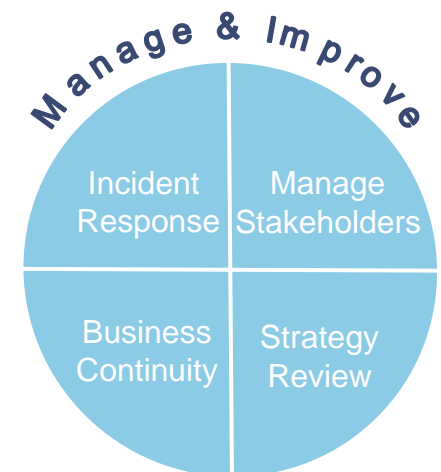 Manage & Improve
Incident
Response
Manage
Stakeholders
Business
Continuity
Strategy
Review